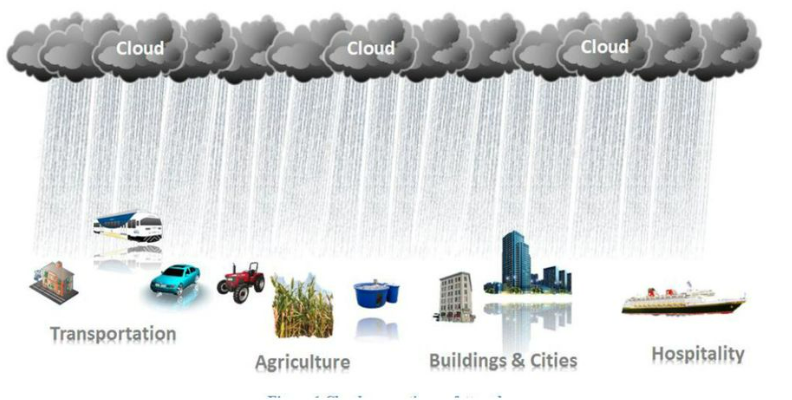 Cloud
Cloud
Cloud
Transportation
Agriculture
Buildings & Cities
Hospitality